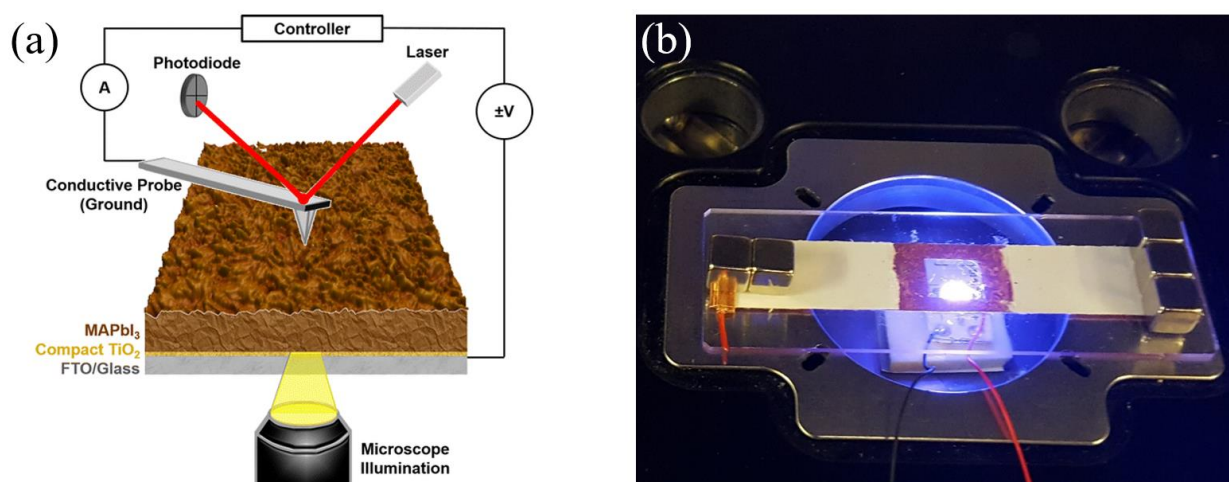 (a)
Controller
Photodiode
Laser
A
±V
Conductive Probe
(Ground)
MAPbI₃
Compact TiO₂
FTO/Glass
Microscope
Illumination
(b)